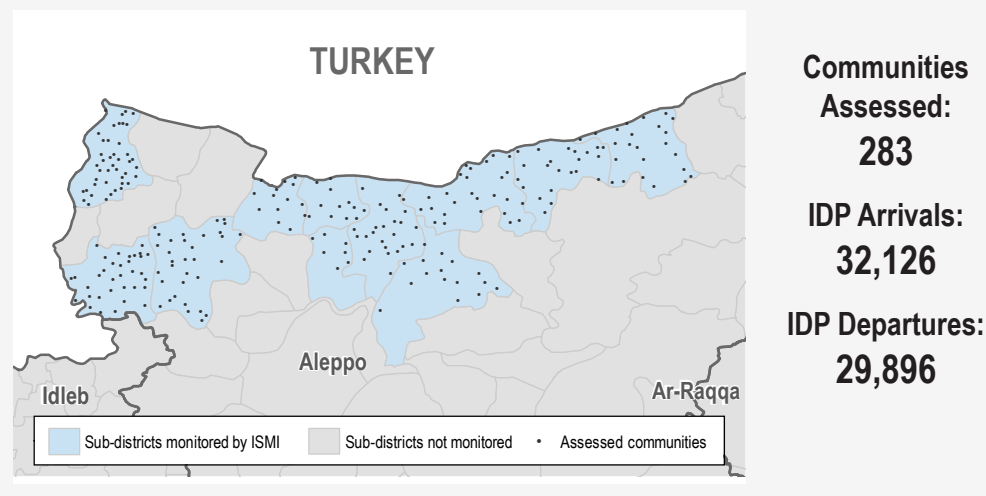 TURKEY
Aleppo
Idleb
Ar-Raqqa
Sub-districts monitored by ISMI
Sub-districts not monitored
Assessed communities
Communities
Assessed:
283
IDP Arrivals:
32,126
IDP Departures:
29,896